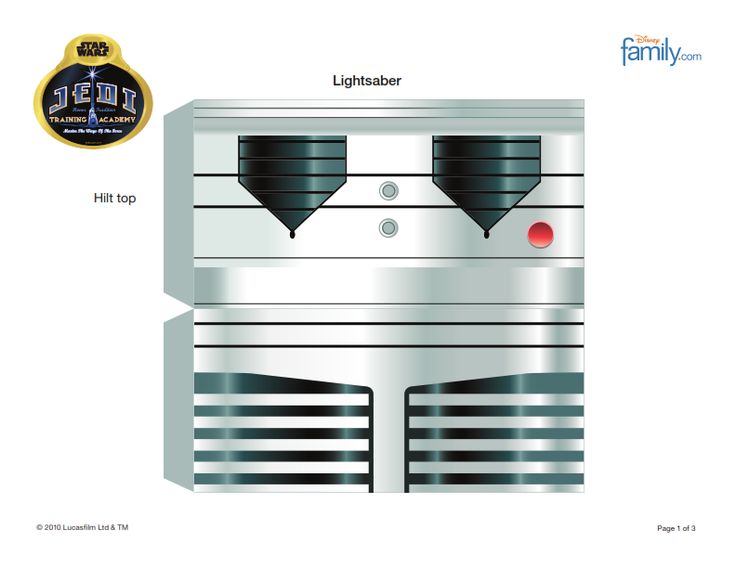 STAR
WARS
JEDI
TRAINING ACADEMY
Master The Ways Of The Force
Disney
family.com
Lightsaber
Hilt top
© 2010 Lucasfilm Ltd & TM
Page 1 of 3